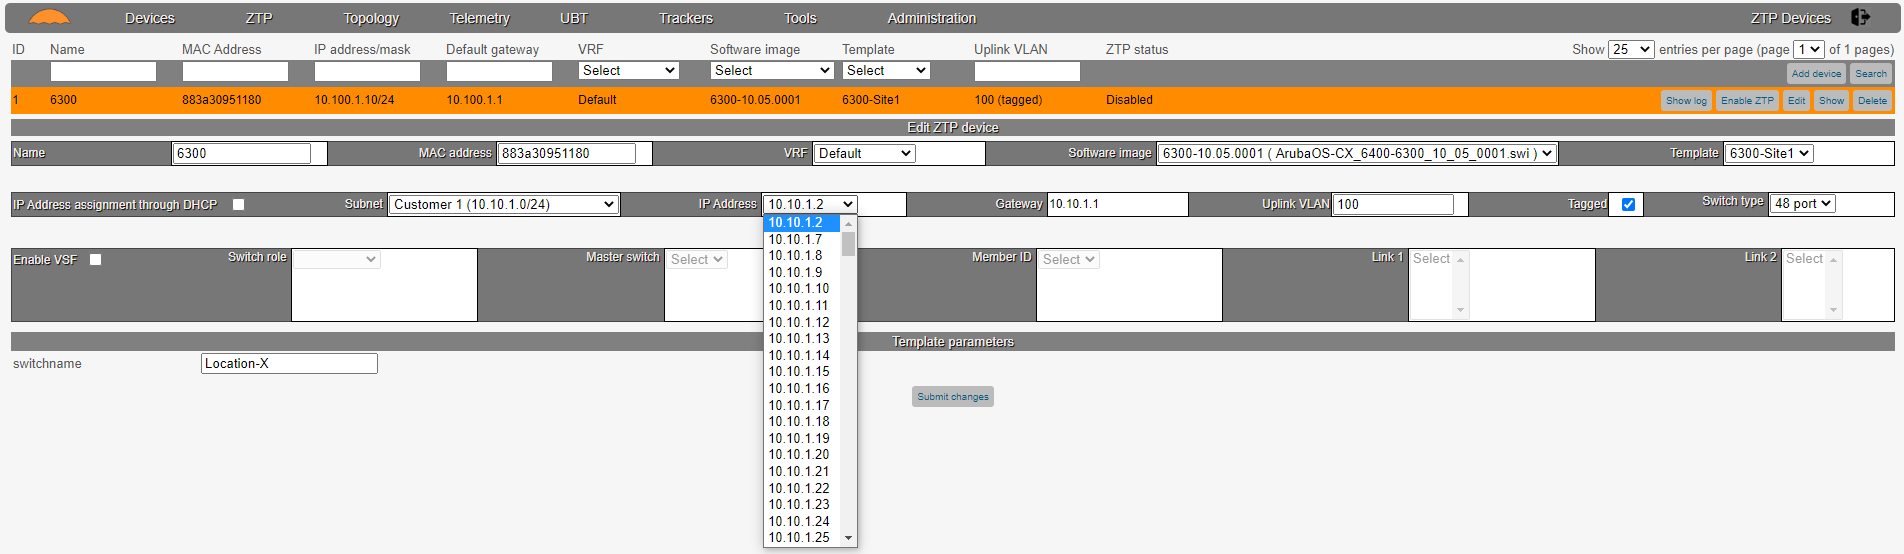 Devices ZTP Topology Telemetry UBT Trackers Tools Administration ZTP Devices
ID Name MAC Address IP address/mask Default gateway VRF Software image Template Uplink VLAN ZTP status Show 25 entries per page (page 1 of 1 pages)
Select Select Select Add device Search
1 6300 883a30951180 10.100.1.10/24 10.100.1.1 Default 6300-10.05.0001 6300-Site1 100 (tagged) Disabled Show log Enable ZTP Edit Show Delete
Edit ZTP device
Name 6300 MAC address 883a30951180 VRF Default Software image 6300-10.05.0001 ( ArubaOS-CX_6400-6300_10_05_0001.swi ) Template 6300-Site1
IP Address assignment through DHCP Subnet Customer 1 (10.10.1.0/24) IP Address 10.10.1.2 Gateway 10.10.1.1 Uplink VLAN 100 Tagged Switch type 48 port
10.10.1.2
10.10.1.7
10.10.1.8
10.10.1.9
10.10.1.10
10.10.1.11
10.10.1.12
10.10.1.13
10.10.1.14
10.10.1.15
10.10.1.16
10.10.1.17
10.10.1.18
10.10.1.19
10.10.1.20
10.10.1.21
10.10.1.22
10.10.1.23
10.10.1.24
10.10.1.25
Enable VSF Switch role Master switch Select Member ID Select Link 1 Select Link 2 Select
Template parameters
switchname Location-X
Submit changes